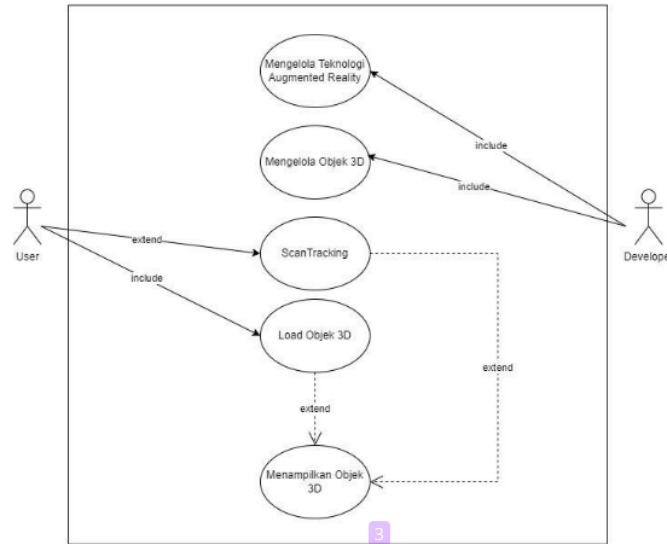 Mengelola Teknologi
Augmented Reality
include
Mengelola Objek 3D
include
User
extend
ScanTracking
Develope
include
Load Objek 3D
extend
extend
Menampilkan Objek
3D
3